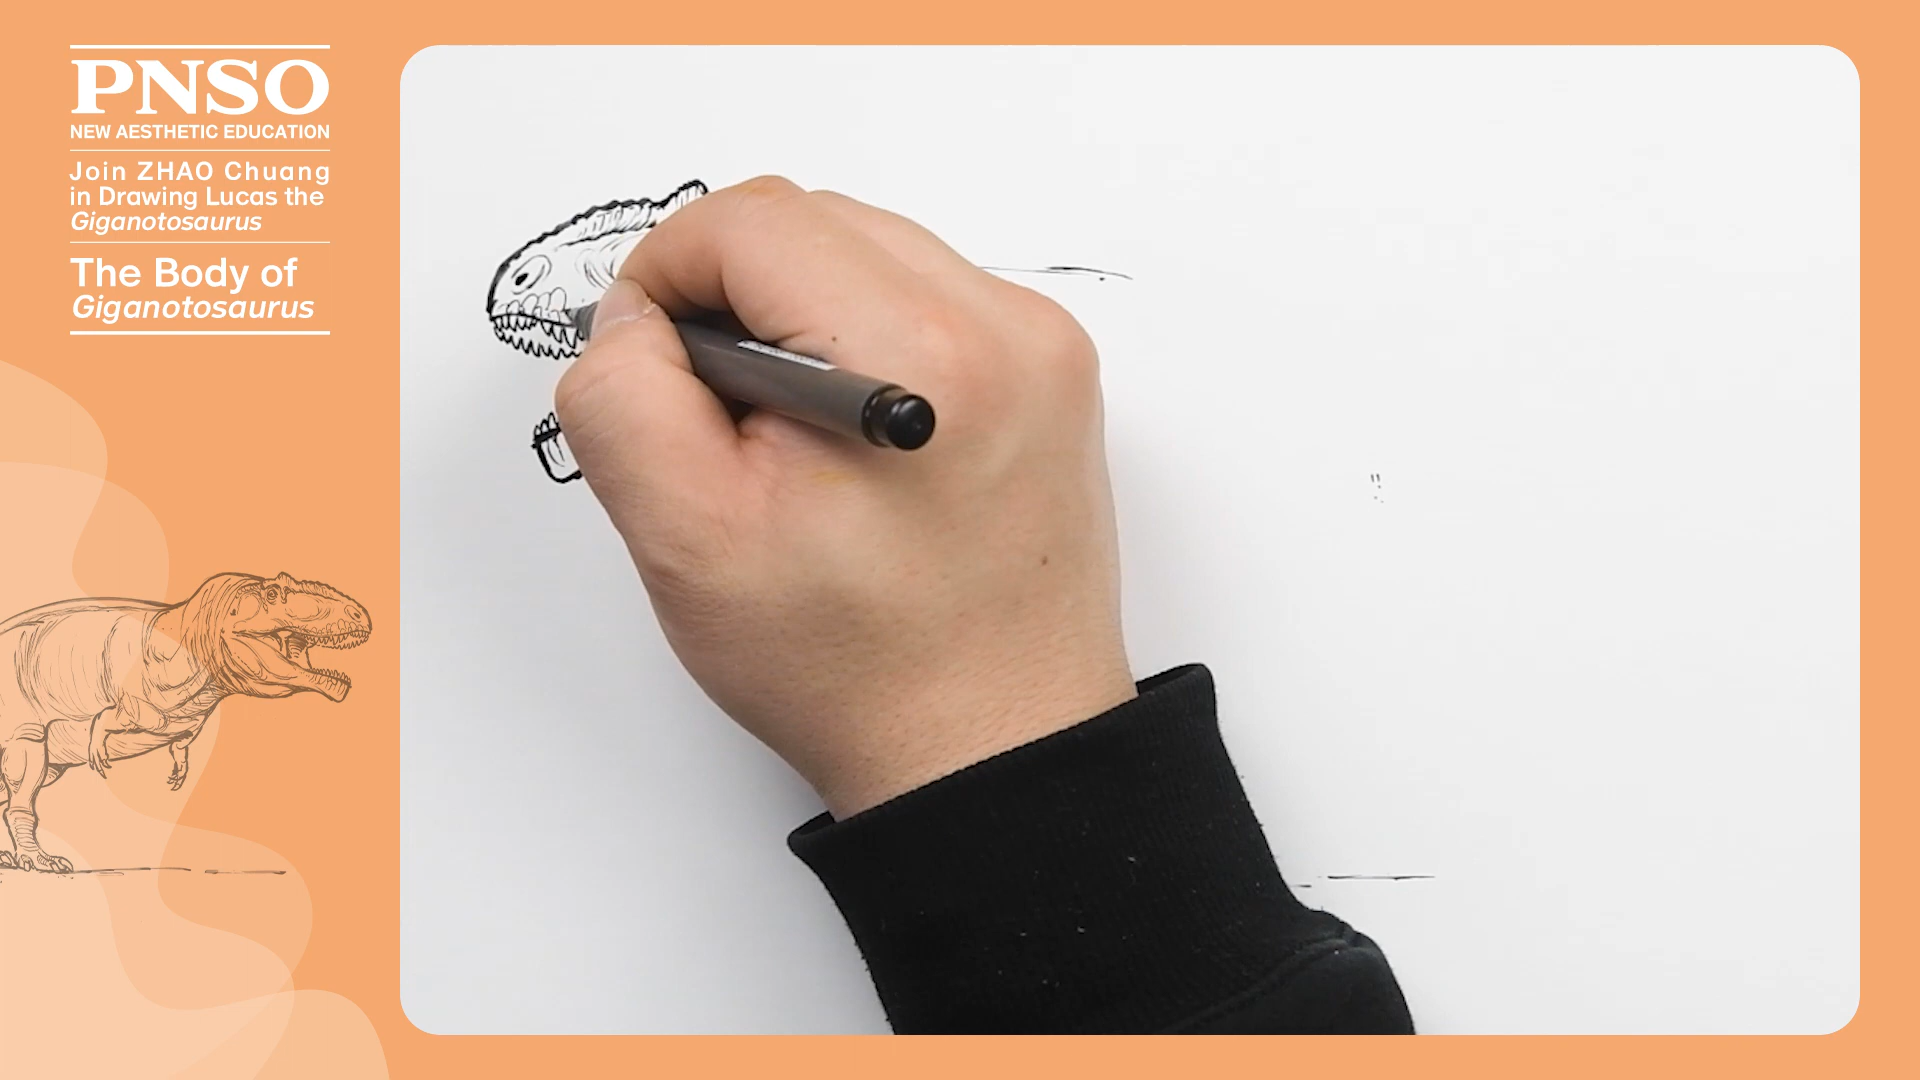 PNSO
NEW AESTHETIC EDUCATION
Join ZHAO Chuang
in Drawing Lucas the
Giganotosaurus
The Body of
Giganotosaurus